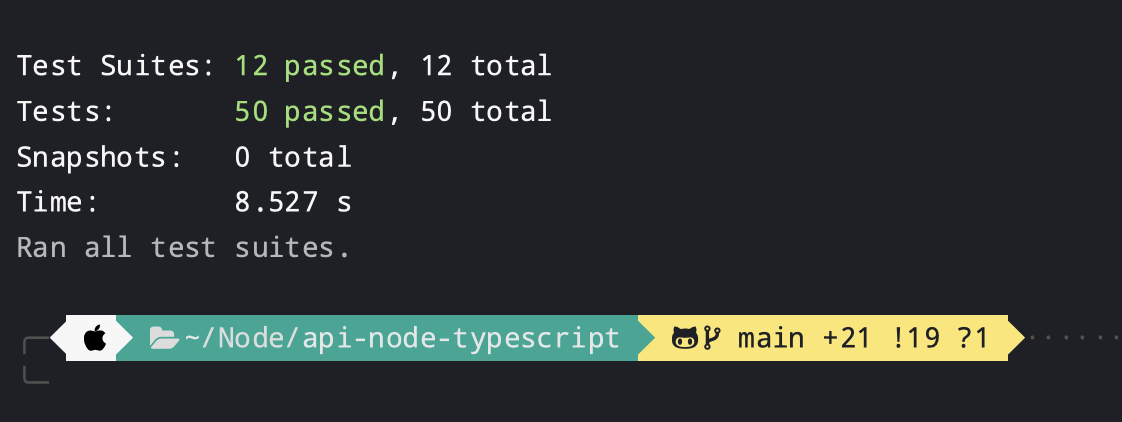 Test Suites: 12 passed, 12 total
Tests:       50 passed, 50 total
Snapshots:   0 total
Time:        8.527 s
Ran all test suites.
~/Node/api-node-typescript main +21 !19 ?1